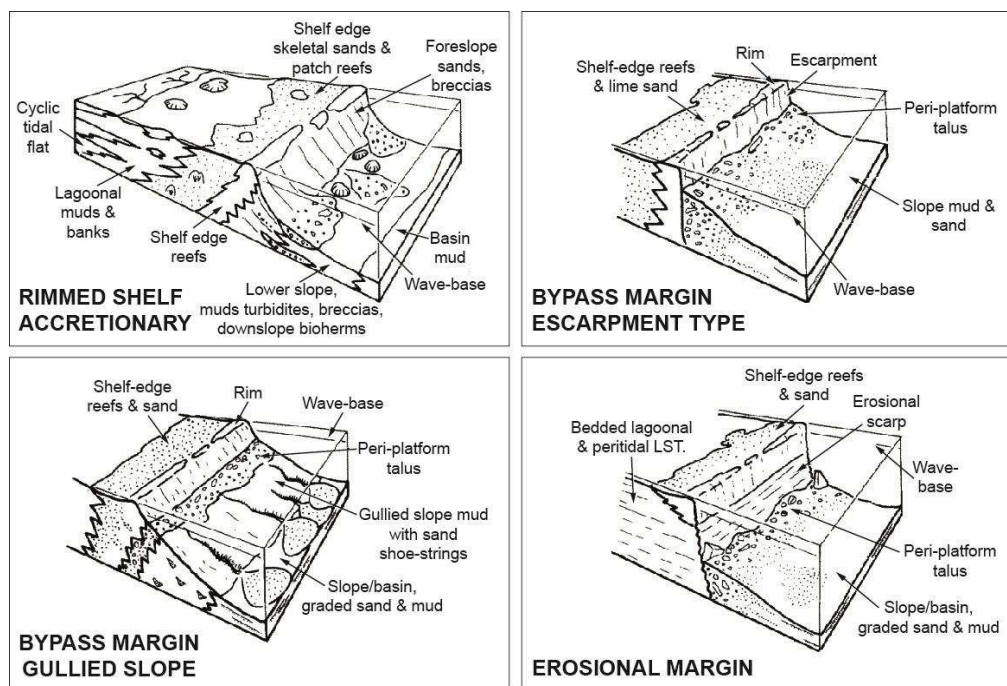 Shelf edge
skeletal sands &
patch reefs
Foreslope
sands,
breccias
Cyclic
tidal
flat
Lagoonal
muds &
banks
Shelf edge
reefs
Basin
mud
Wave-base
Lower slope,
muds turbidites, breccias,
downslope bioherms
RIMMED SHELF
ACCRETIONARY
Rim
Escarpment
Shelf-edge reefs
& lime sand
Peri-platform
talus
Slope mud &
sand
Wave-base
BYPASS MARGIN
ESCARPMENT TYPE
Shelf-edge
reefs & sand
Rim
Wave-base
Peri-platform
talus
Gullied slope mud
with sand
shoe-strings
Slope/basin,
graded sand & mud
BYPASS MARGIN
GULLIED SLOPE
Shelf-edge reefs
& sand
Erosional
scarp
Bedded lagoonal
& peritidal LST.
Wave-
base
Peri-platform
talus
Slope/basin,
graded sand & mud
EROSIONAL MARGIN